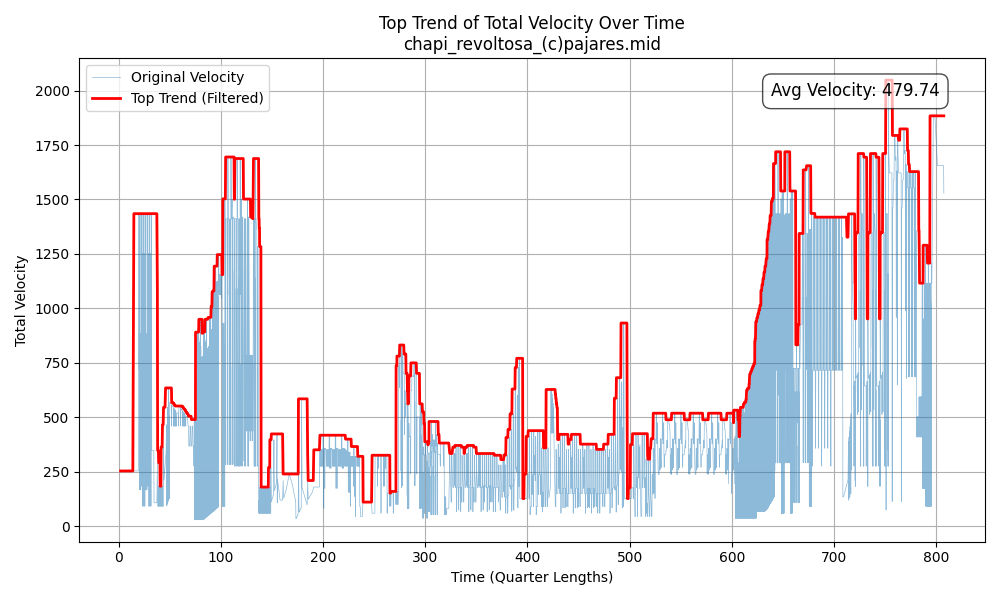 Top Trend of Total Velocity Over Time
chapi_revoltosa_(c)pajares.mid
Original Velocity
Top Trend (Filtered)
Avg Velocity: 479.74
Total Velocity
2000
1750
1500
1250
1000
750
500
250
0
0 100 200 300 400 500 600 700 800
Time (Quarter Lengths)